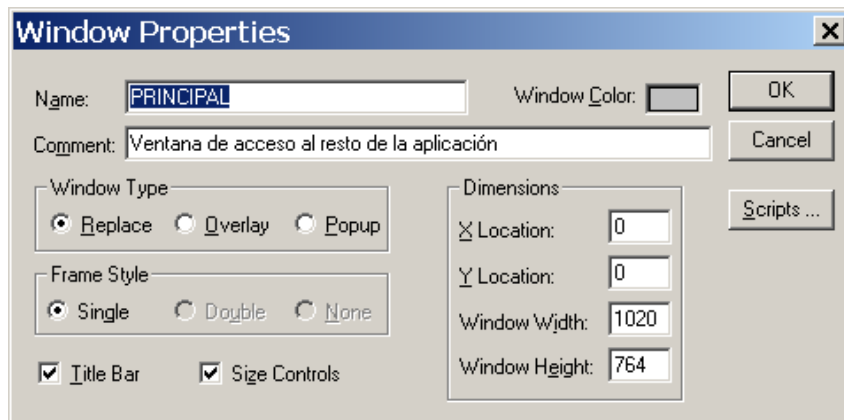 Window Properties
Name: PRINCIPAL
Window Color:
OK
Comment: Ventana de acceso al resto de la aplicación
Cancel
Window Type
Replace Overlay Popup
Dimensions
X Location: 0
Scripts ...
Y Location: 0
Frame Style
Single Double None
Window Width: 1020
Window Height: 764
Title Bar Size Controls